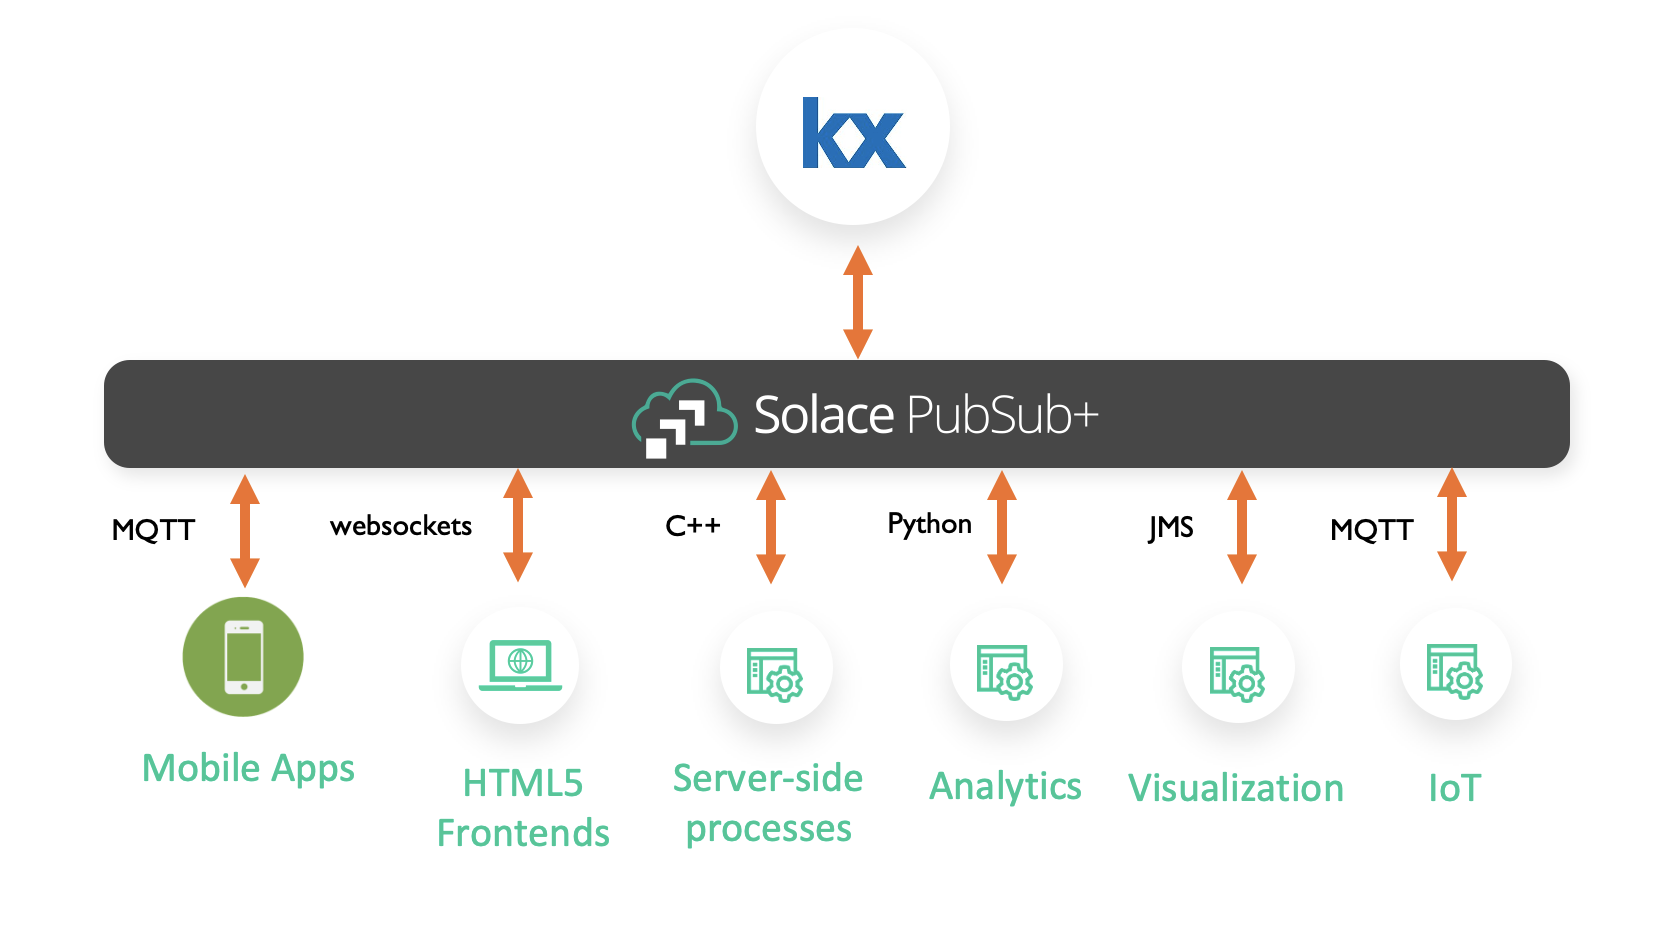 kx
Solace PubSub+
MQTT
websockets
C++
Python
JMS
MQTT
Mobile Apps
HTML5
Frontends
Server-side
processes
Analytics
Visualization
IoT